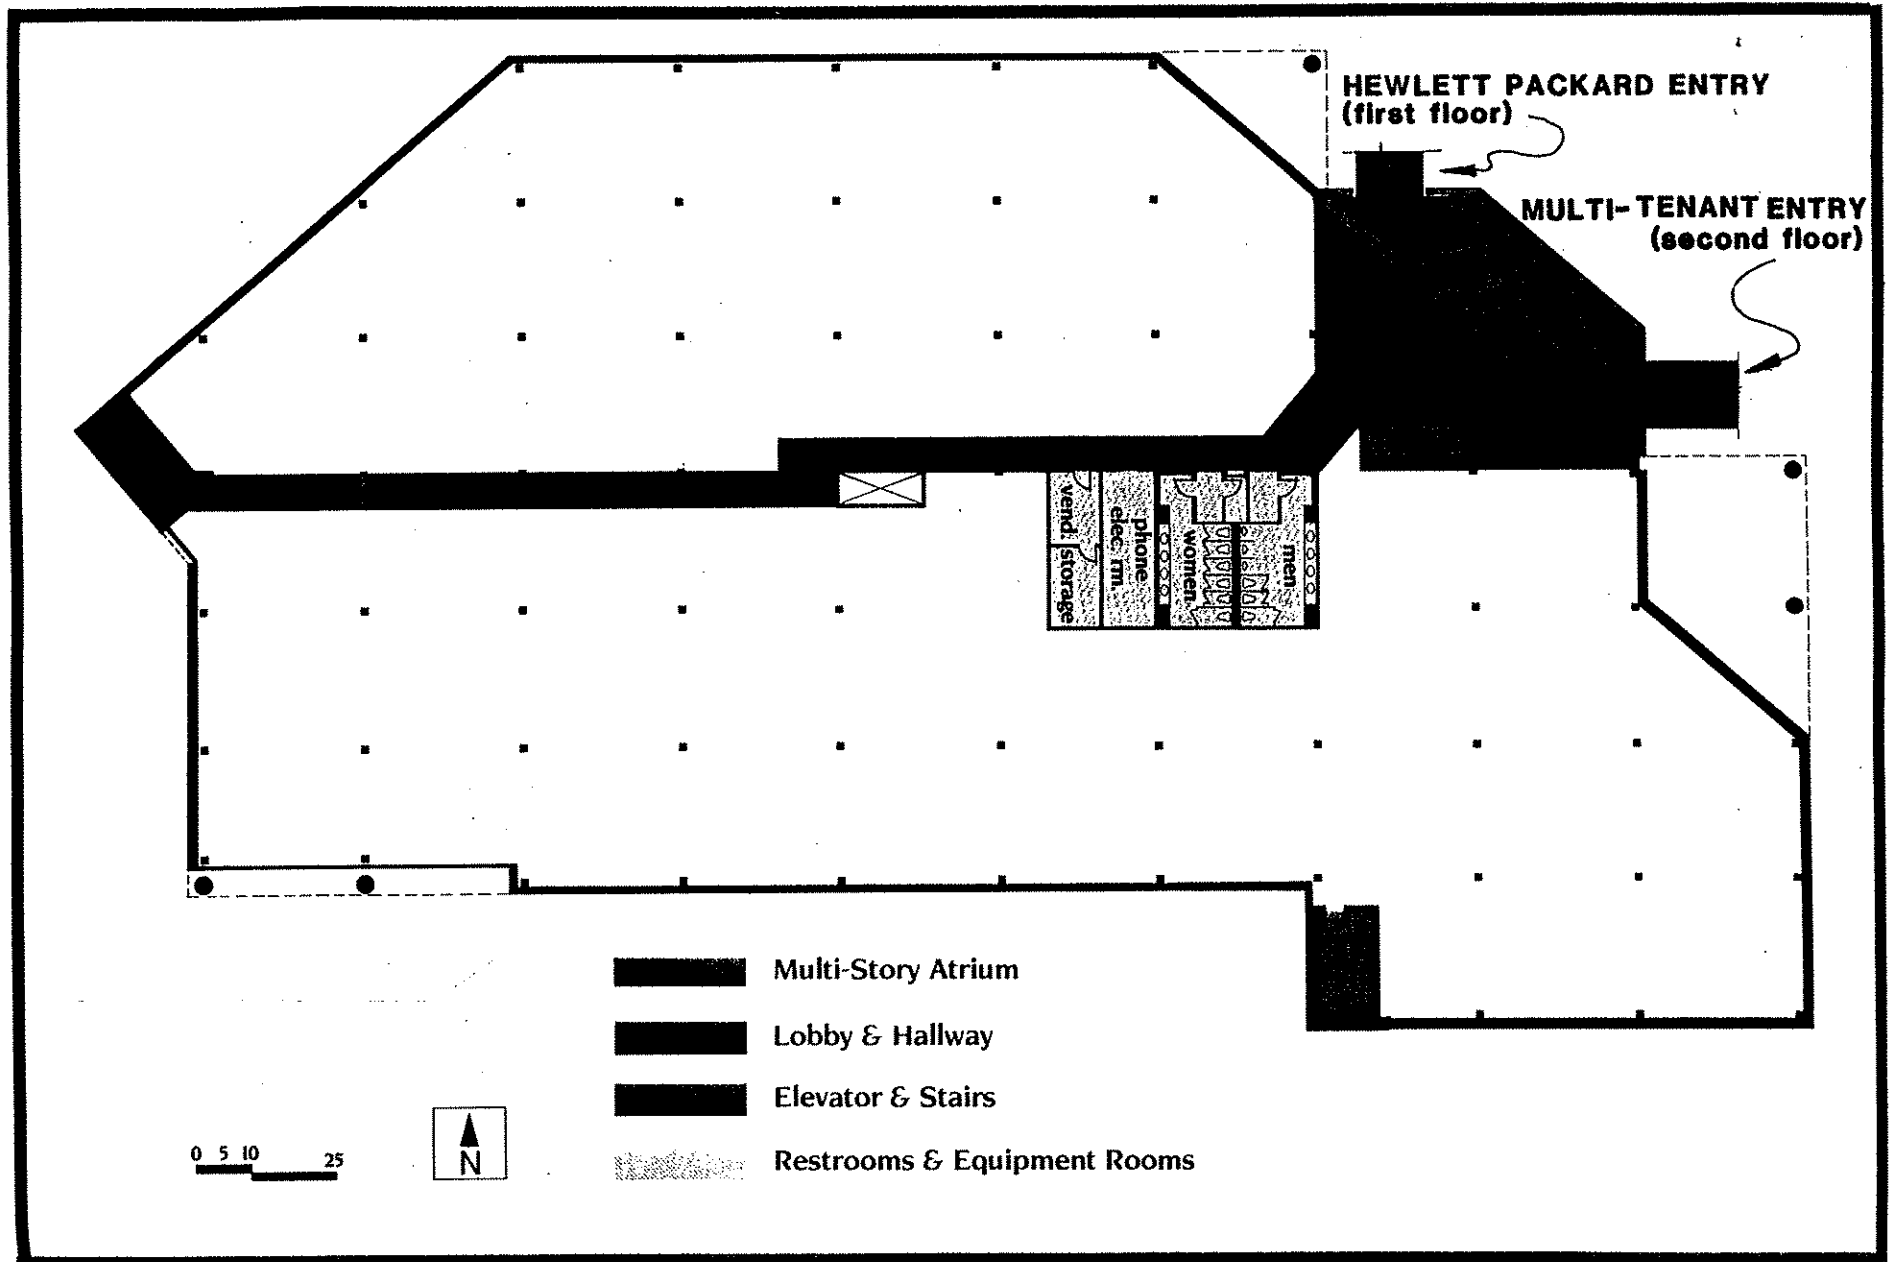 HEWLETT PACKARD ENTRY
(first floor)
MULTI-TENANT ENTRY
(second floor)
vend.
storage
phone
elec. rm.
women
men
Multi-Story Atrium
Lobby & Hallway
Elevator & Stairs
Restrooms & Equipment Rooms
0 5 10 25
N